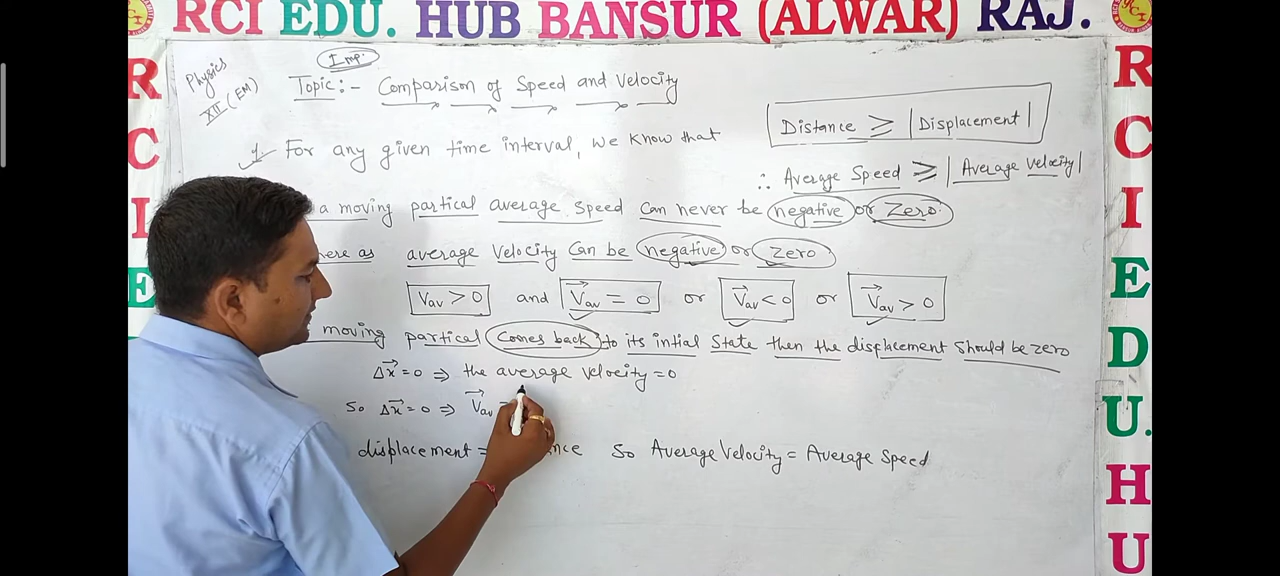 RCI EDU. HUB BANSUR (ALWAR) RAJ.
R
C
I
E
Physics
XII (EM)
Imp.
Topic:- Comparison of Speed and Velocity
1. For any given time interval, we know that
Distance ≥ |Displacement|
∴ Average Speed ≥ |Average Velocity|
a moving partical average speed can never be negative or Zero.
average velocity can be negative or zero
Vav > 0 and V⃗av = 0 or V⃗av < 0 or V⃗av > 0
moving partical Comes back to its intial State then the displacement should be zero
Δx⃗ = 0 ⇒ the average velocity = 0
So Δx⃗ = 0 ⇒ V⃗av =
displacement = So Average Velocity = Average Speed
R
C
I
E
D
U.
H
U